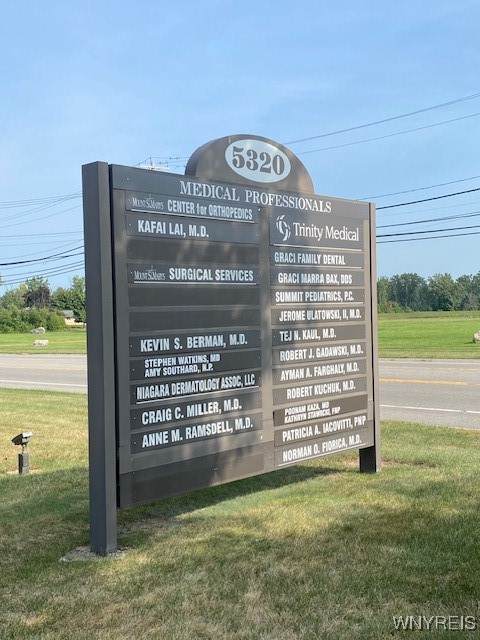 5320
MEDICAL PROFESSIONALS
MOUNT ST. MARY'S CENTER for ORTHOPEDICS
KAFAI LAI, M.D.
MOUNT ST. MARY'S SURGICAL SERVICES
KEVIN S. BERMAN, M.D.
STEPHEN WATKINS, MD
AMY SOUTHARD, N.P.
NIAGARA DERMATOLOGY ASSOC, LLC
CRAIG C. MILLER, M.D.
ANNE M. RAMSDELL, M.D.
Trinity Medical
GRACI FAMILY DENTAL
GRACI MARRA BAX, DDS
SUMMIT PEDIATRICS, P.C.
JEROME ULATOWSKI, II, M.D.
TEJ N. KAUL, M.D.
ROBERT J. GADAWSKI, M.D.
AYMAN A. FARGHALY, M.D.
ROBERT KUCHUK, M.D.
POONAM KAZA, MD
KATHRYN STAWICKI, FNP
PATRICIA A. IACOVITTI, PNP
NORMAN O. FIORICA, M.D.
WNYREIS